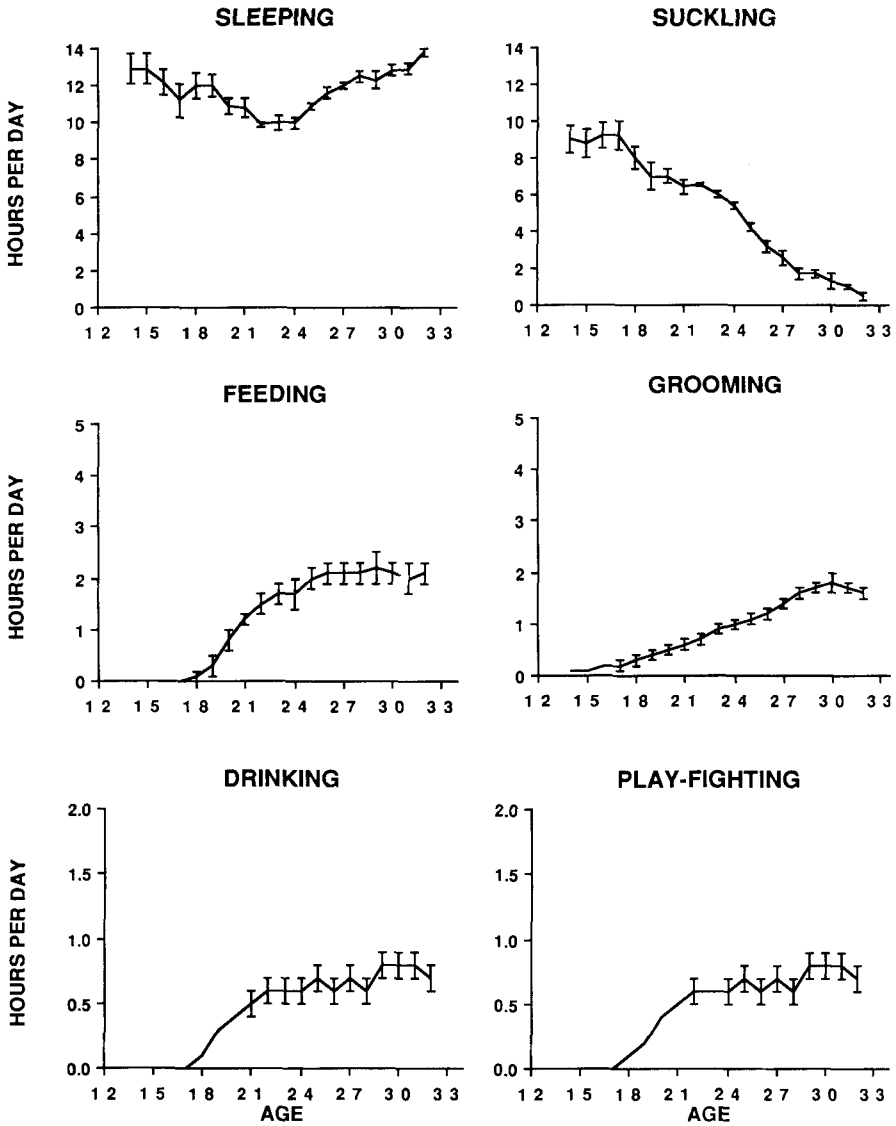 SLEEPING
14
12
10
8
6
4
2
0
12 15 18 21 24 27 30 33
HOURS PER DAY
SUCKLING
14
12
10
8
6
4
2
0
12 15 18 21 24 27 30 33
FEEDING
5
4
3
2
1
0
12 15 18 21 24 27 30 33
HOURS PER DAY
GROOMING
5
4
3
2
1
0
12 15 18 21 24 27 30 33
DRINKING
2.0
1.5
1.0
0.5
0.0
12 15 18 21 24 27 30 33
AGE
HOURS PER DAY
PLAY-FIGHTING
2.0
1.5
1.0
0.5
0.0
12 15 18 21 24 27 30 33
AGE